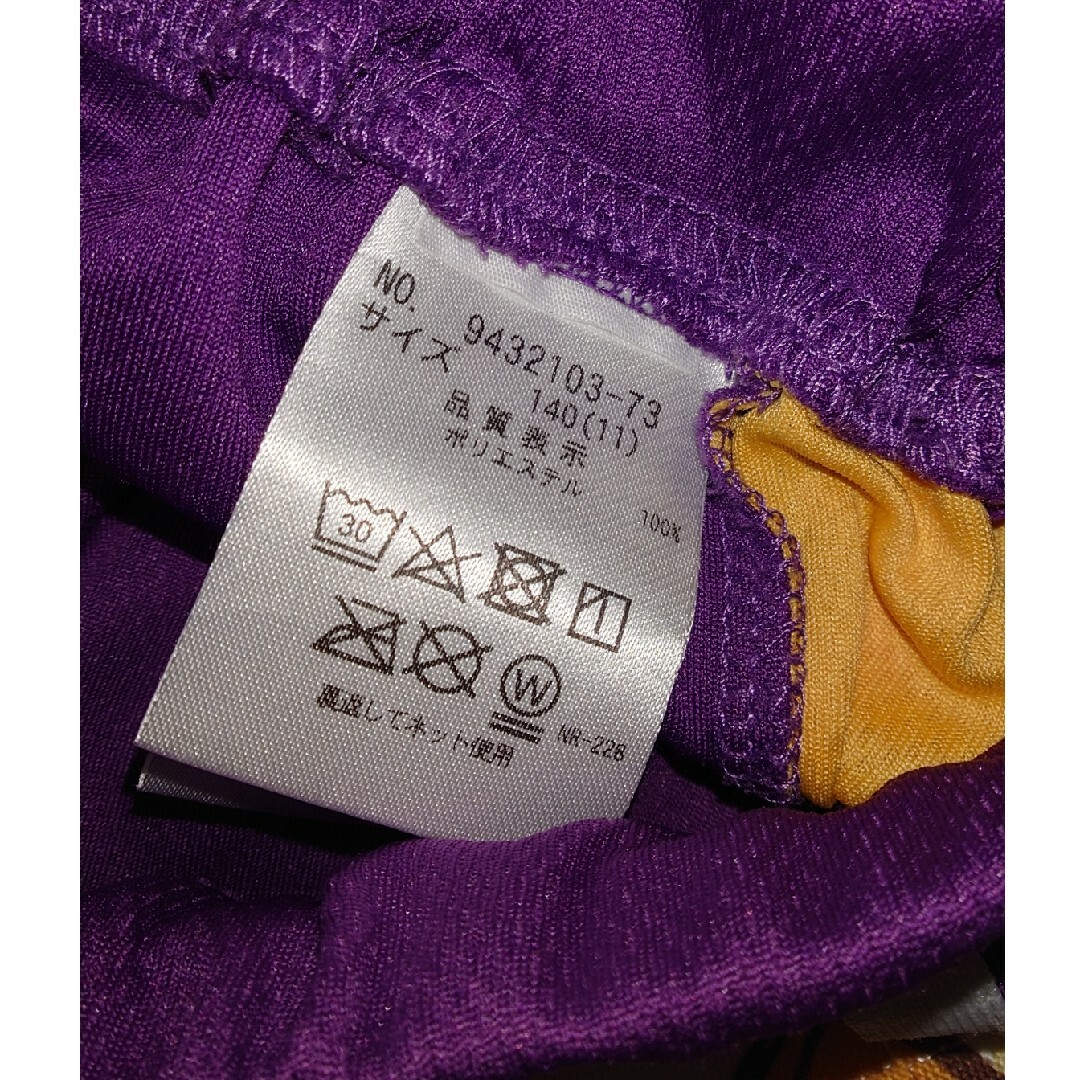 NO. 9432103-73
サイズ 140(11)
品質表示
ポリエステル 100%
30
1
W
裏返してネット使用
NR-226